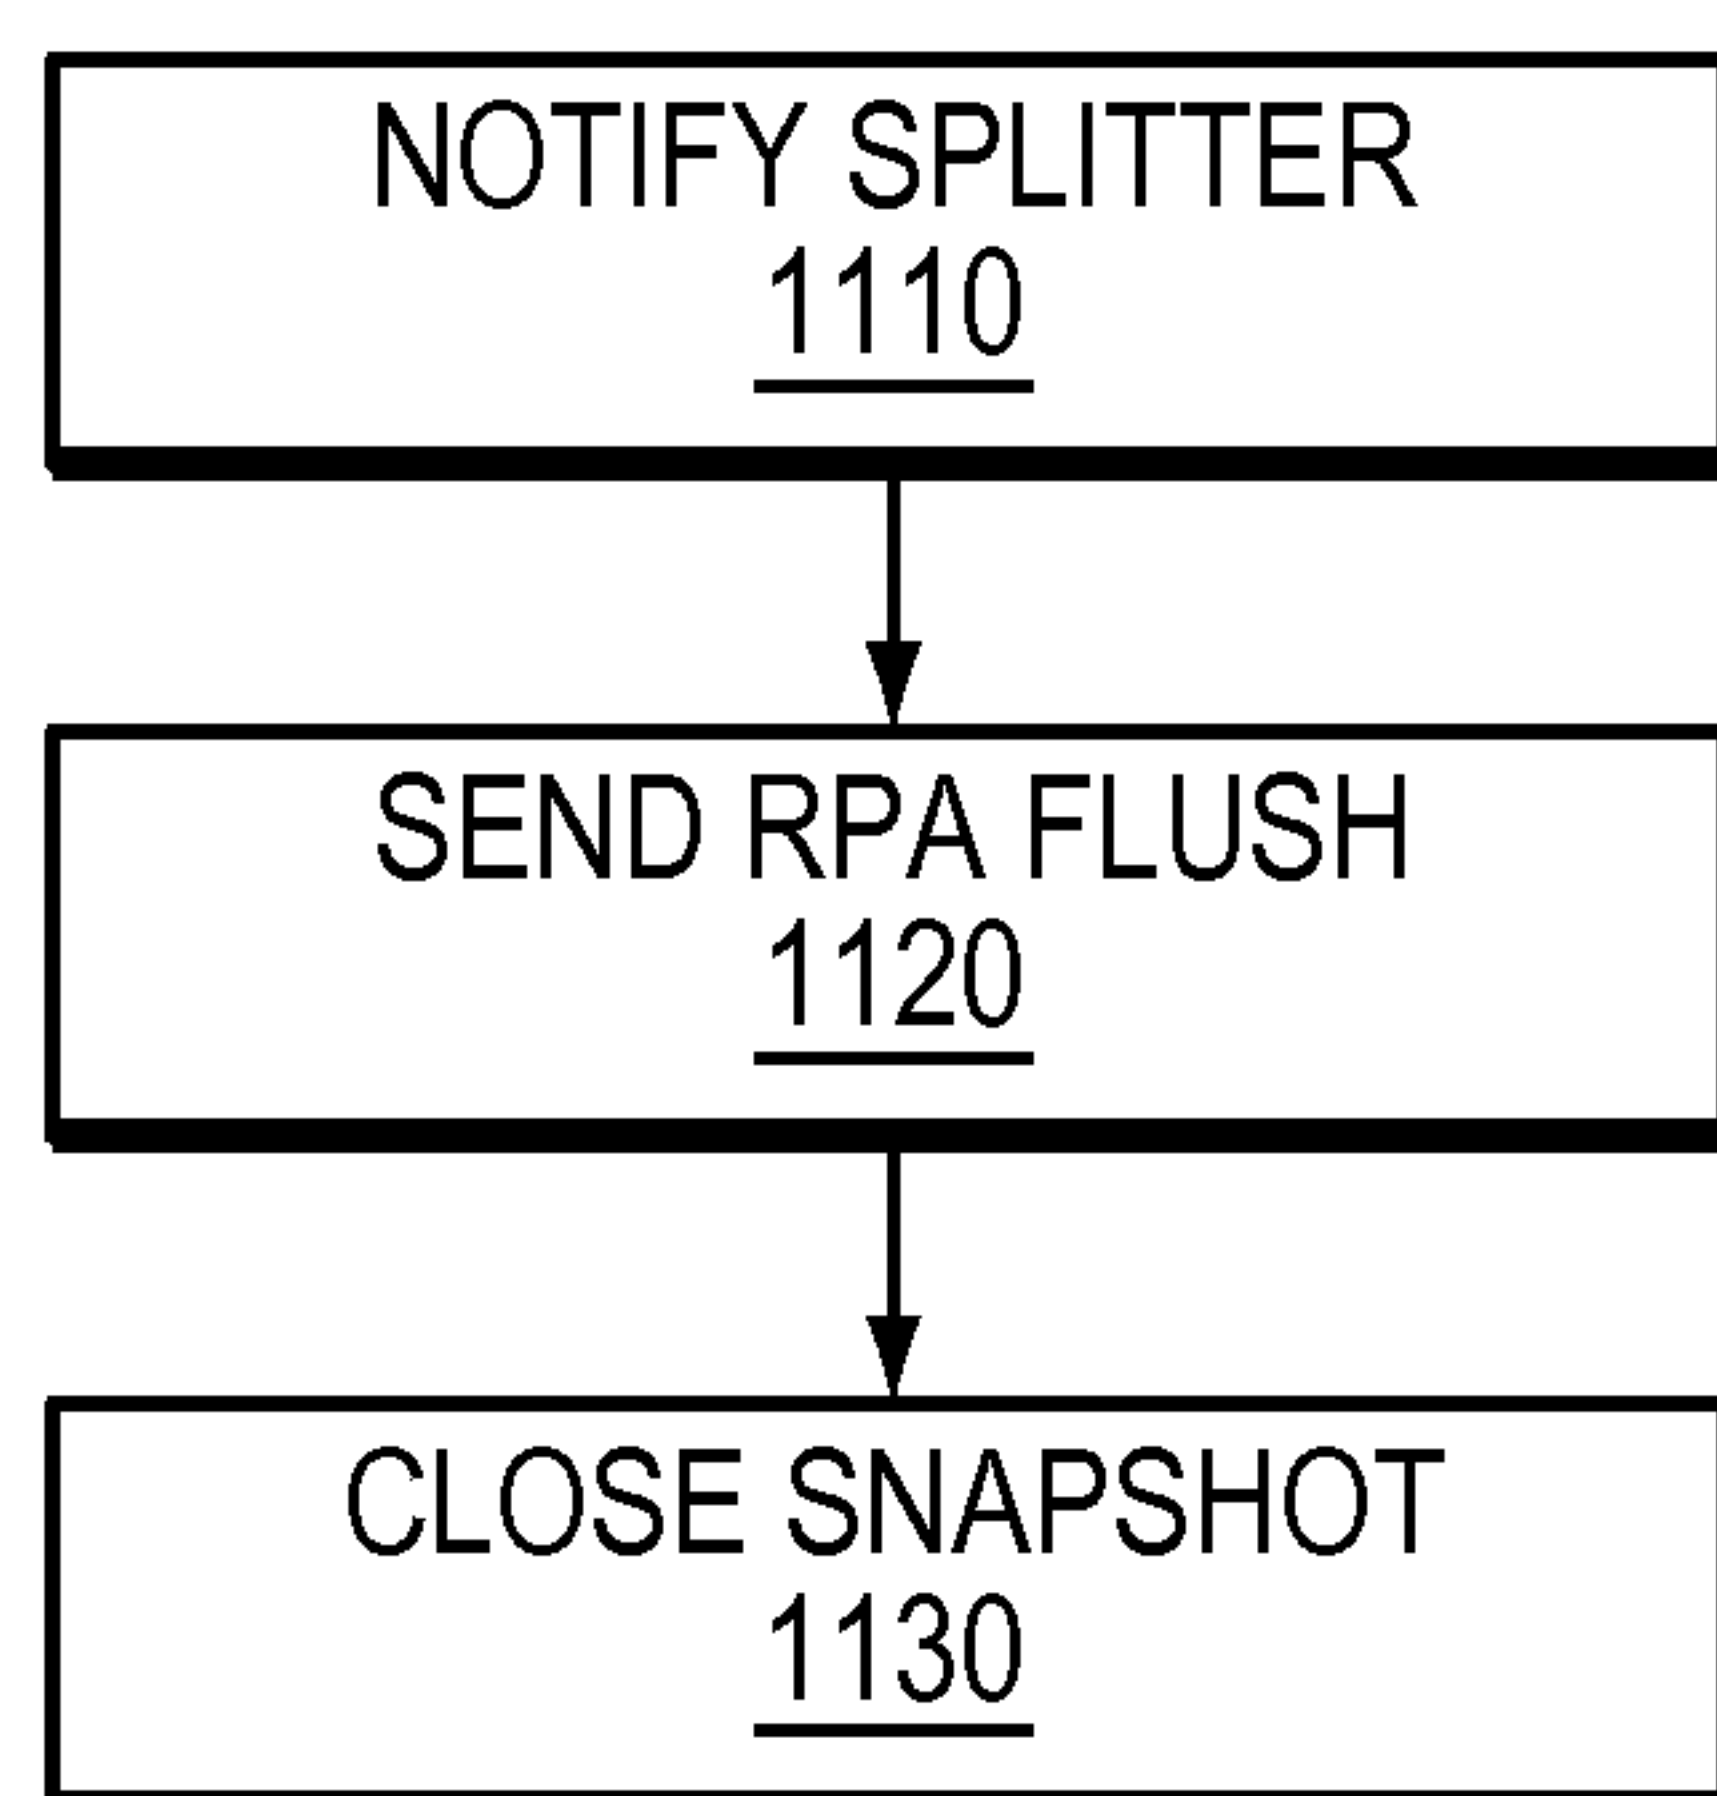 NOTIFY SPLITTER
1110
SEND RPA FLUSH
1120
CLOSE SNAPSHOT
1130